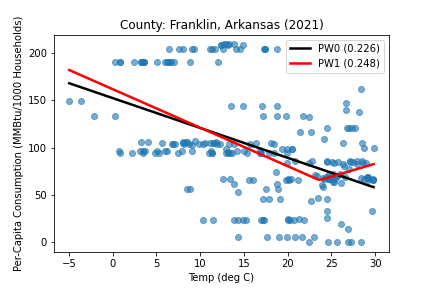 County: Franklin, Arkansas (2021)
Per-Capita Consumption (MMBtu/1000 Households)
200
150
100
50
0
PW0 (0.226)
PW1 (0.248)
−5
0
5
10
15
20
25
30
Temp (deg C)